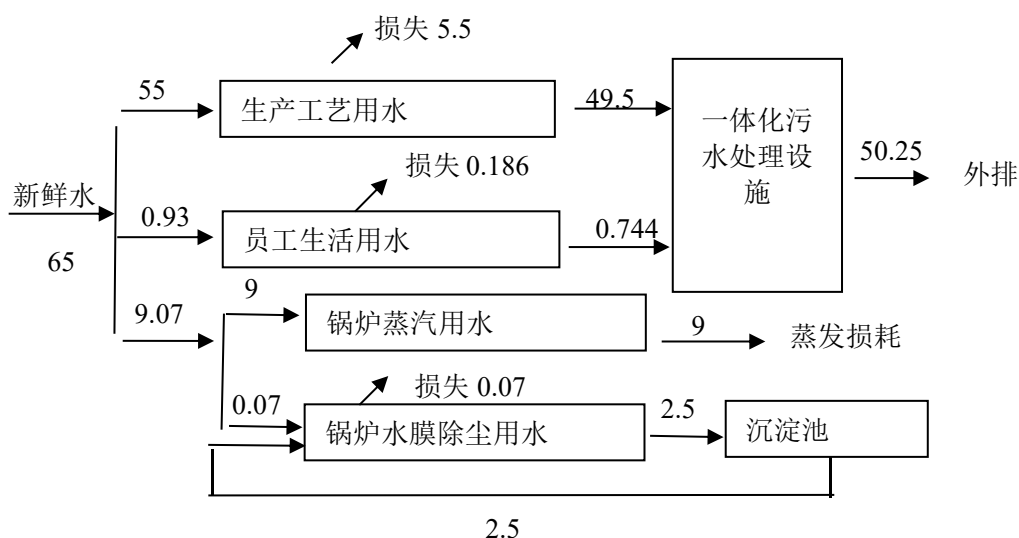 损失 5.5
55
生产工艺用水
49.5
一体化污
水处理设
施
50.25
外排
损失 0.186
新鲜水
0.93
员工生活用水
0.744
65
9.07
9
锅炉蒸汽用水
9
蒸发损耗
损失 0.07
0.07
锅炉水膜除尘用水
2.5
沉淀池
2.5